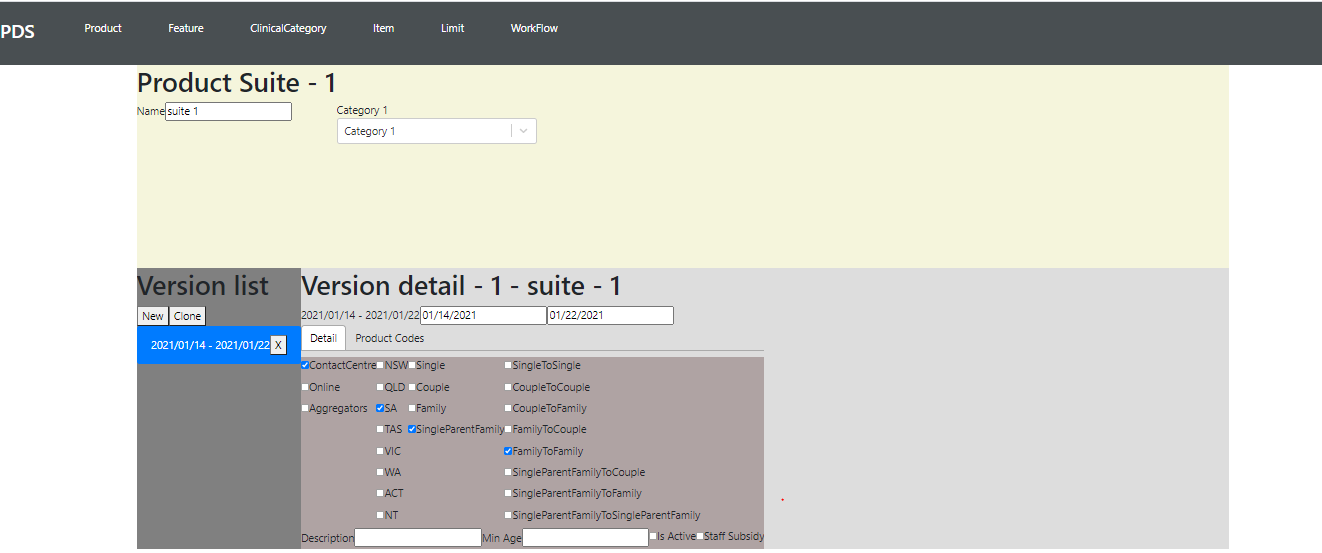 PDS Product Feature ClinicalCategory Item Limit WorkFlow
Product Suite - 1
Name suite 1 Category 1
Category 1
Version list
New Clone
2021/01/14 - 2021/01/22 X
Version detail - 1 - suite - 1
2021/01/14 - 2021/01/22 01/14/2021 01/22/2021
Detail Product Codes
ContactCentre NSW Single SingleToSingle
Online QLD Couple CoupleToCouple
Aggregators SA Family CoupleToFamily
TAS SingleParentFamily FamilyToCouple
VIC FamilyToFamily
WA SingleParentFamilyToCouple
ACT SingleParentFamilyToFamily
NT SingleParentFamilyToSingleParentFamily
Description Min Age Is Active Staff Subsidy